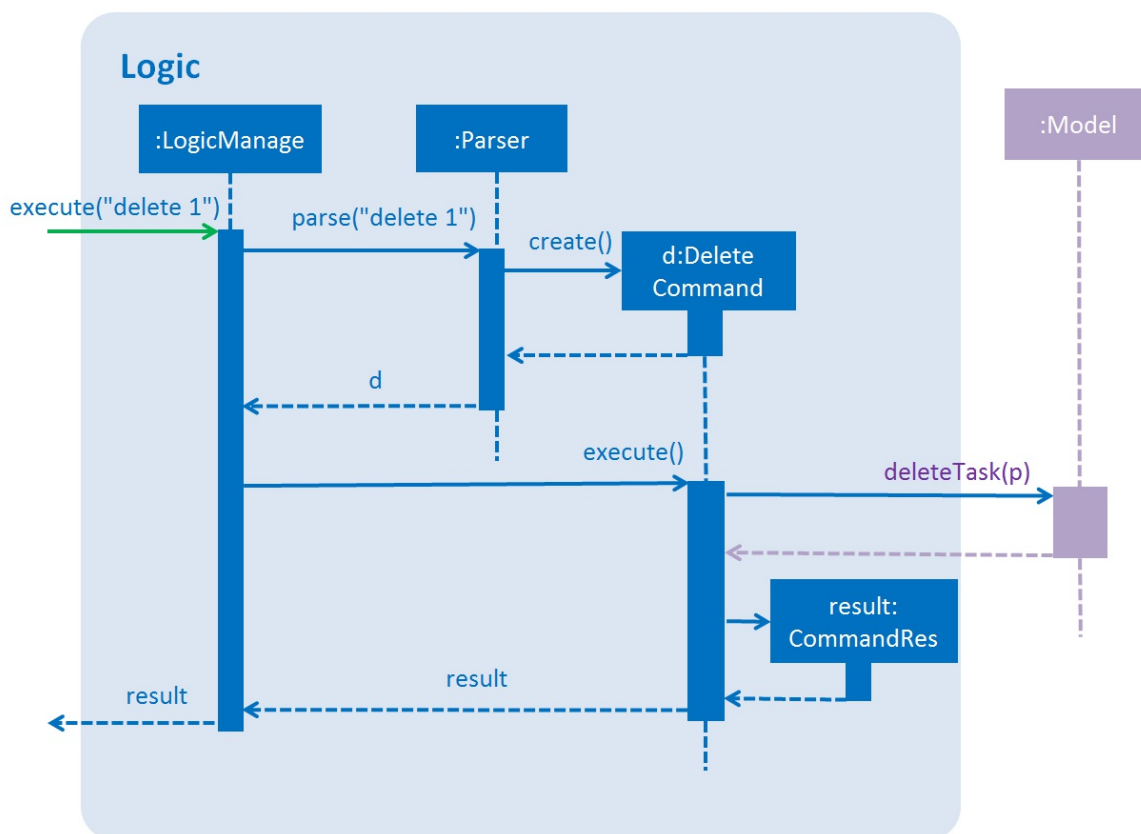 Logic
:LogicManage
:Parser
:Model
execute("delete 1")
parse("delete 1")
create()
d:Delete
Command
d
execute()
deleteTask(p)
result:
CommandRes
result
result